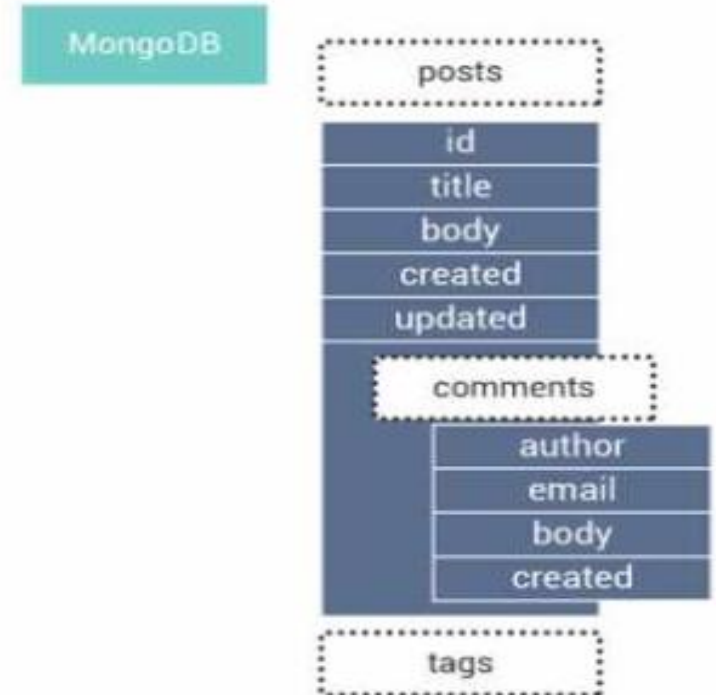 MongoDB
posts
id
title
body
created
updated
comments
author
email
body
created
tags